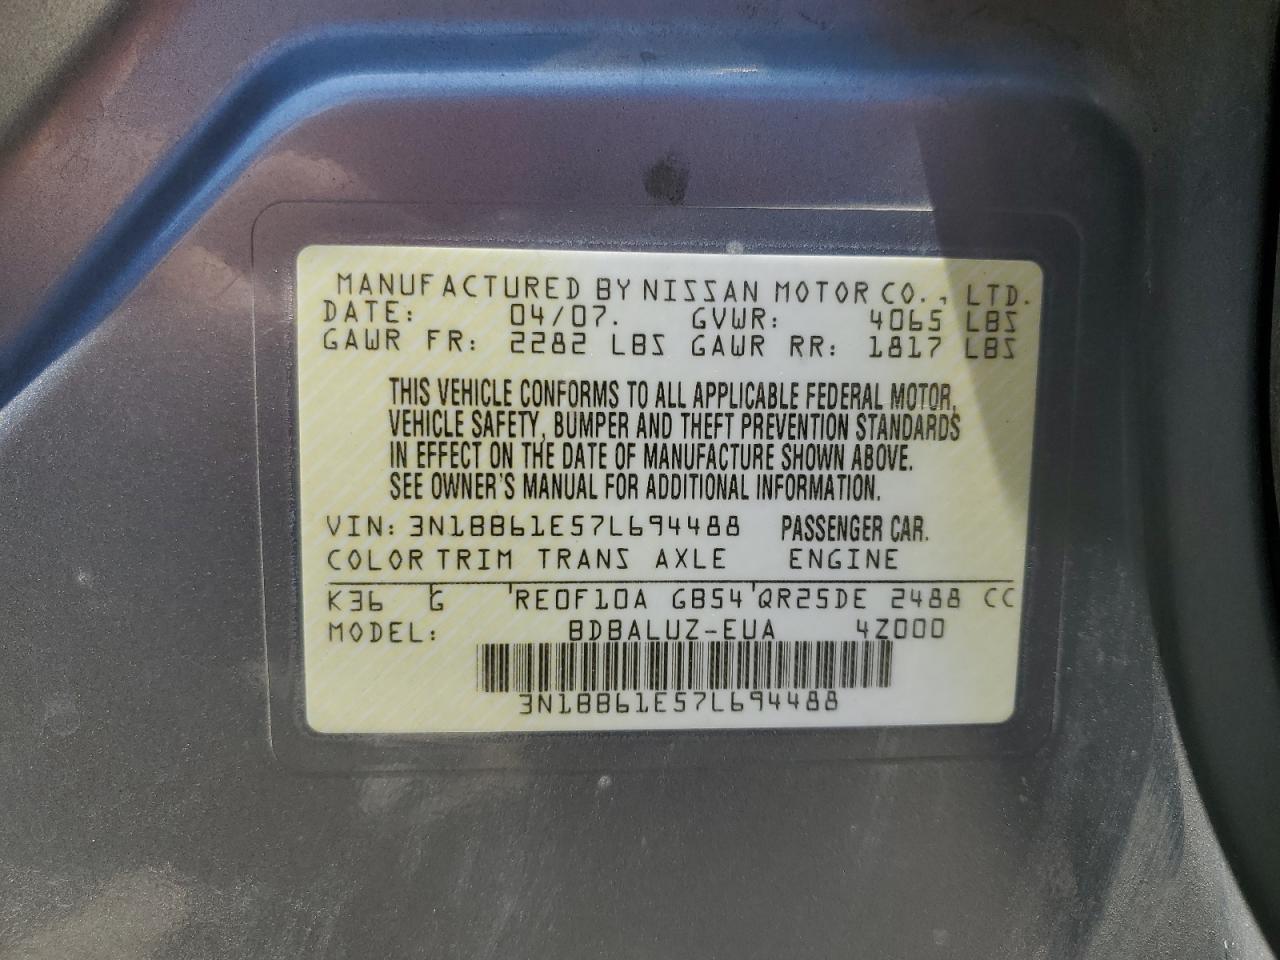 MANUFACTURED BY NISSAN MOTOR CO., LTD.
DATE: 04/07. GVWR: 4065 LBS
GAWR FR: 2282 LBS GAWR RR: 1817 LBS
THIS VEHICLE CONFORMS TO ALL APPLICABLE FEDERAL MOTOR
VEHICLE SAFETY, BUMPER AND THEFT PREVENTION STANDARDS
IN EFFECT ON THE DATE OF MANUFACTURE SHOWN ABOVE.
SEE OWNER'S MANUAL FOR ADDITIONAL INFORMATION.
VIN: 3N1BB61E57L694488 PASSENGER CAR.
COLOR TRIM TRANS AXLE ENGINE
K36 G RE0F10A GB54 QR25DE 2488 CC
MODEL: BDBALUZ-EUA 4Z000
3N1BB61E57L694488